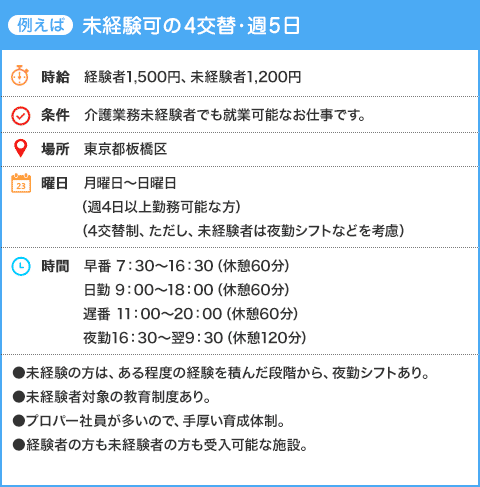 例えば 未経験可の4交替・週5日
時給 経験者1,500円、未経験者1,200円
条件 介護業務未経験者でも就業可能なお仕事です。
場所 東京都板橋区
23 曜日 月曜日〜日曜日
（週4日以上勤務可能な方）
（4交替制、ただし、未経験者は夜勤シフトなどを考慮）
時間 早番 7：30〜16：30（休憩60分）
日勤 9：00〜18：00（休憩60分）
遅番 11：00〜20：00（休憩60分）
夜勤16：30〜翌9：30（休憩120分）
●未経験の方は、ある程度の経験を積んだ段階から、夜勤シフトあり。
●未経験者対象の教育制度あり。
●プロパー社員が多いので、手厚い育成体制。
●経験者の方も未経験者の方も受入可能な施設。